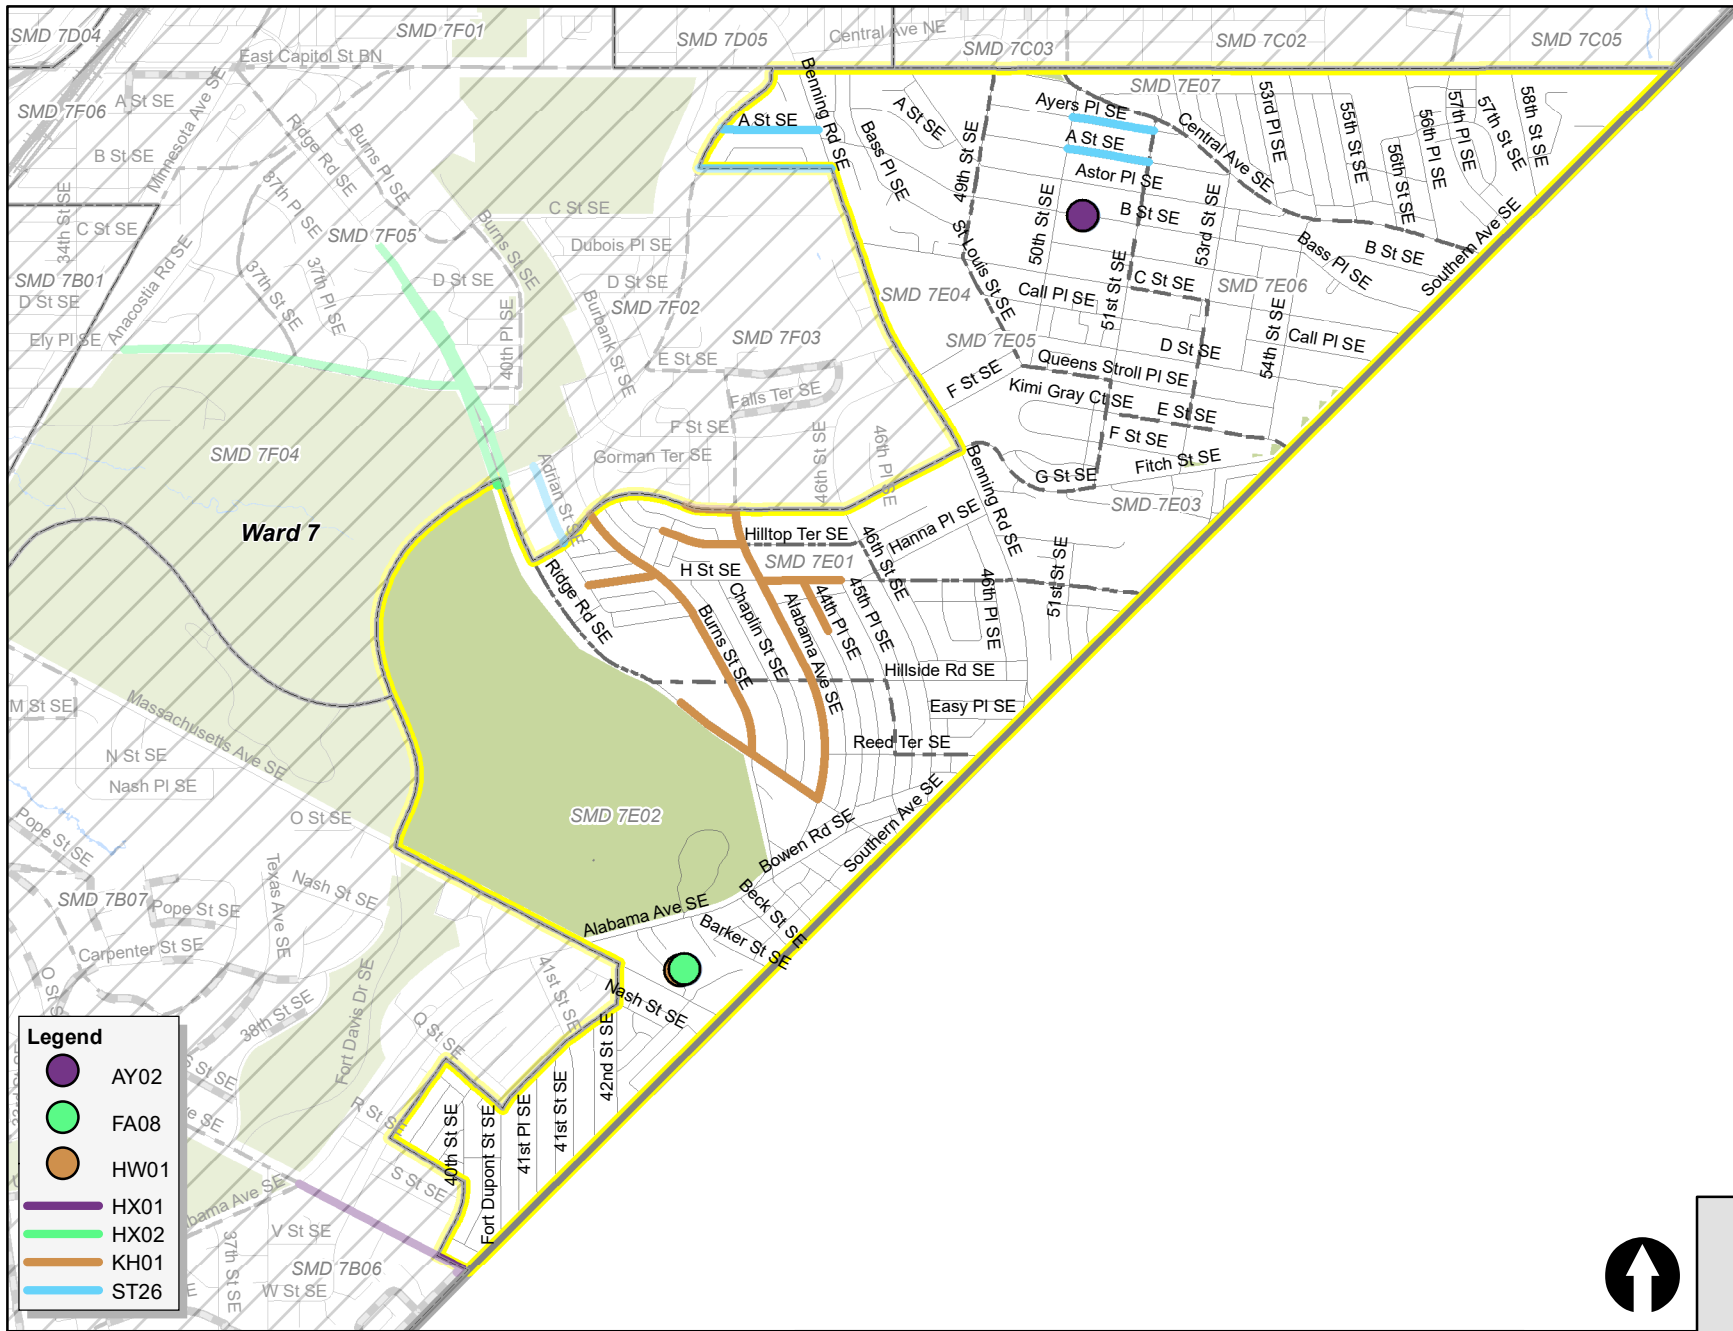 SMD 7D04
SMD 7F01
SMD 7D05
Central Ave NE
SMD 7C03
SMD 7C02
SMD 7C05
East Capitol St BN
SMD 7F06
A St SE
Minnesota Ave SE
Ridge Rd SE
Burns Pl SE
B St SE
34th St SE
C St SE
37th Pl SE
SMD 7F05
SMD 7B01
D St SE
Anacostia Rd SE
37th St SE
37th Pl SE
D St SE
Burns St SE
C St SE
Dubois Pl SE
D St SE
SMD 7F02
Burbank St SE
SMD 7F03
Ely Pl SE
40th Pl SE
E St SE
Falls Ter SE
F St SE
Gorman Ter SE
46th St SE
46th Pl SE
SMD 7F04
Adrian St SE
Ward 7
Benning Rd SE
A St SE
A St SE
Bass Pl SE
49th St SE
Ayers Pl SE
A St SE
Astor Pl SE
SMD 7E07
Central Ave SE
53rd Pl SE
55th St SE
56th St SE
56th Pl SE
57th Pl SE
57th St SE
58th St SE
B St SE
50th St SE
St Louis St SE
51st St SE
53rd St SE
C St SE
Call Pl SE
SMD 7E04
SMD 7E05
SMD 7E06
Bass Pl SE
B St SE
Southern Ave SE
54th St SE
Call Pl SE
D St SE
Queens Stroll Pl SE
F St SE
Kimi Gray Ct SE
E St SE
F St SE
Fitch St SE
G St SE
SMD 7E03
Benning Rd SE
Hanna Pl SE
Hilltop Ter SE
SMD 7E01
46th St SE
H St SE
Ridge Rd SE
Burns St SE
Chaplin St SE
Alabama Ave SE
44th Pl SE
45th Pl SE
46th Pl SE
51st St SE
Hillside Rd SE
Easy Pl SE
Reed Ter SE
M St SE
Massachusetts Ave SE
N St SE
Nash Pl SE
Pope St SE
O St SE
SMD 7E02
Bowen Rd SE
Southern Ave SE
SMD 7B07
Texas Ave SE
Nash St SE
Pope St SE
Carpenter St SE
Alabama Ave SE
Beck St SE
Barker St SE
41st St SE
Nash St SE
38th St SE
Fort Davis Dr SE
Q St SE
42nd St SE
R St SE
40th St SE
Fort Dupont St SE
41st Pl SE
41st St SE
S St SE
V St SE
37th St SE
W St SE
SMD 7B06
Legend
AY02
FA08
HW01
HX01
HX02
KH01
ST26